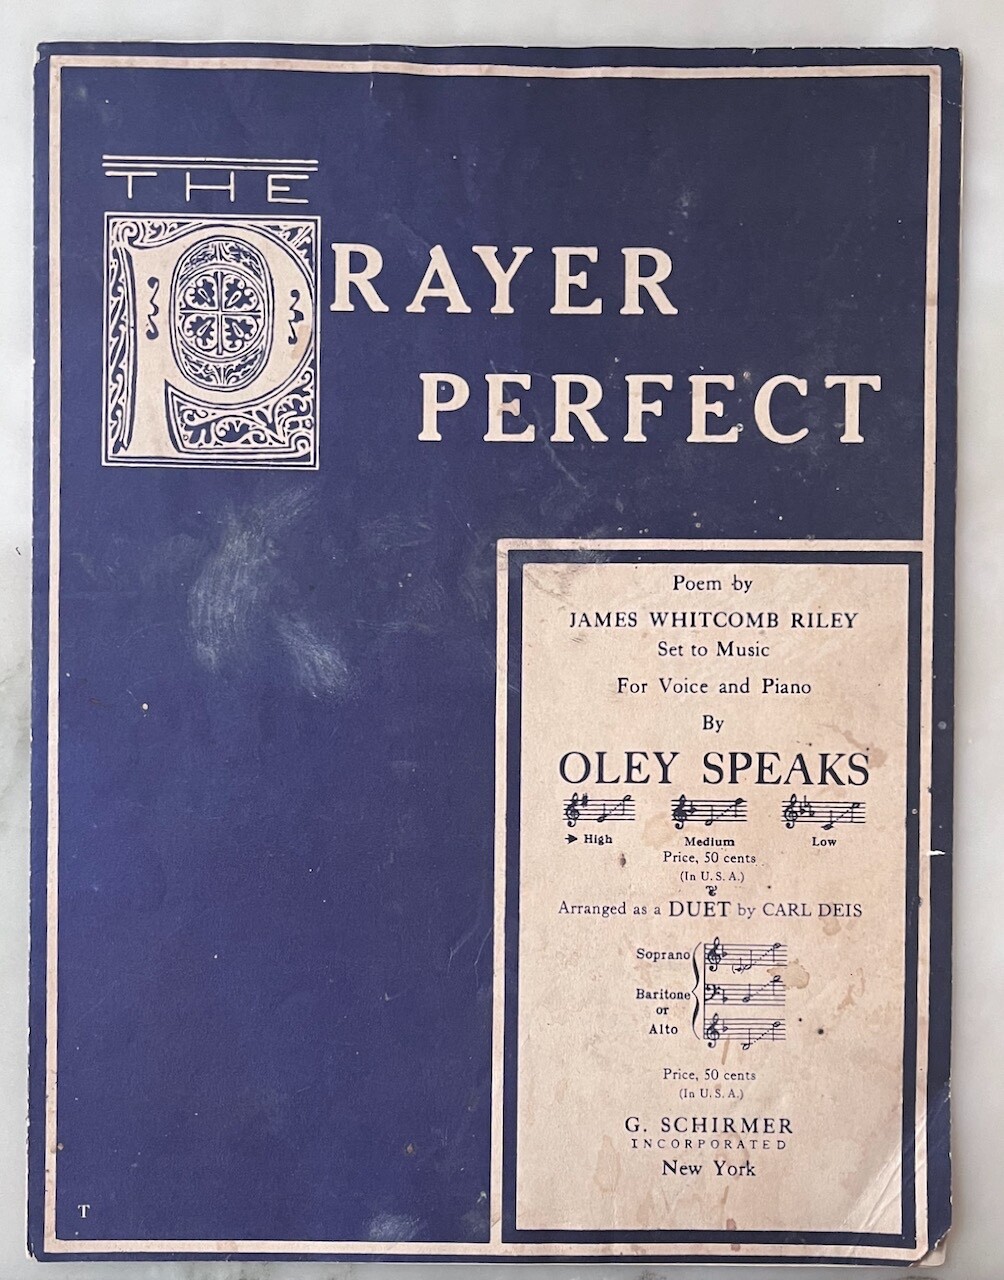 THE
PRAYER
PERFECT
Poem by
JAMES WHITCOMB RILEY
Set to Music
For Voice and Piano
By
OLEY SPEAKS
High Medium Low
Price, 50 cents
(In U.S.A.)
Arranged as a DUET by CARL DEIS
Soprano
Baritone
or
Alto
Price, 50 cents
(In U.S.A.)
G. SCHIRMER
INCORPORATED
New York
T